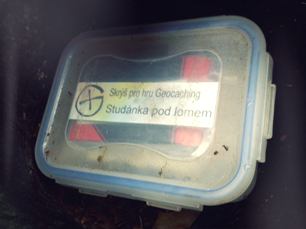 Skrýš pro hru Geocaching
Studánka pod lomem